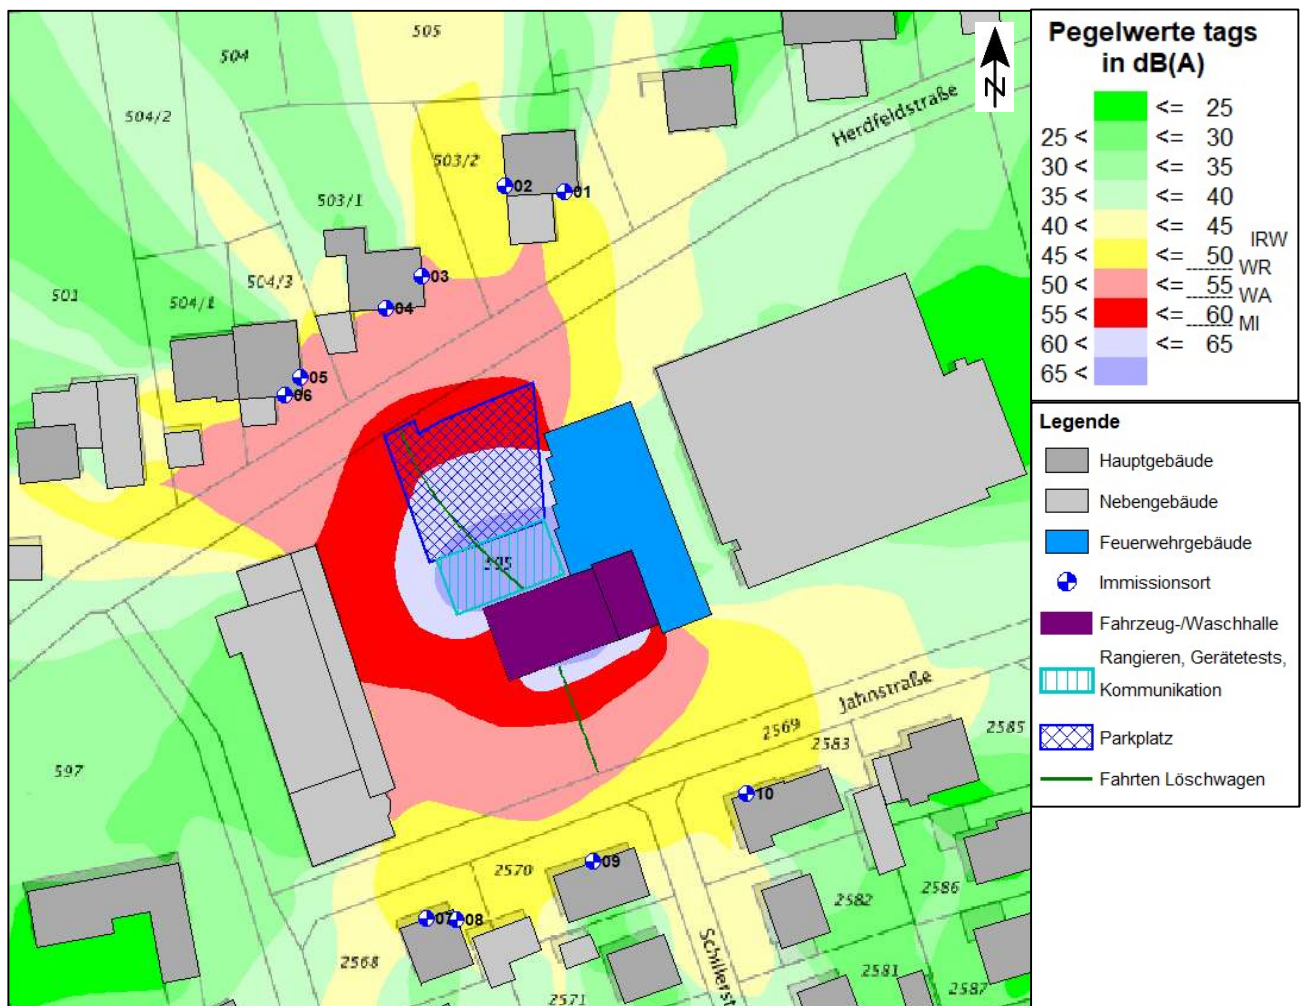 505
504
504/2
Herdfeldstraße
503/2
02
01
503/1
03
504/3
501
504/1
04
05
06
595
Jahnstraße
2569
2585
2583
597
10
09
2570
2586
2582
07
08
2568
Schillerst
2581
2587
2571
N
Pegelwerte tags
in dB(A)
<= 25
25 < <= 30
30 < <= 35
35 < <= 40
40 < <= 45
IRW
45 < <= 50
WR
50 < <= 55
WA
55 < <= 60
MI
60 < <= 65
65 <
Legende
Hauptgebäude
Nebengebäude
Feuerwehrgebäude
Immissionsort
Fahrzeug-/Waschhalle
Rangieren, Gerätetests,
Kommunikation
Parkplatz
Fahrten Löschwagen